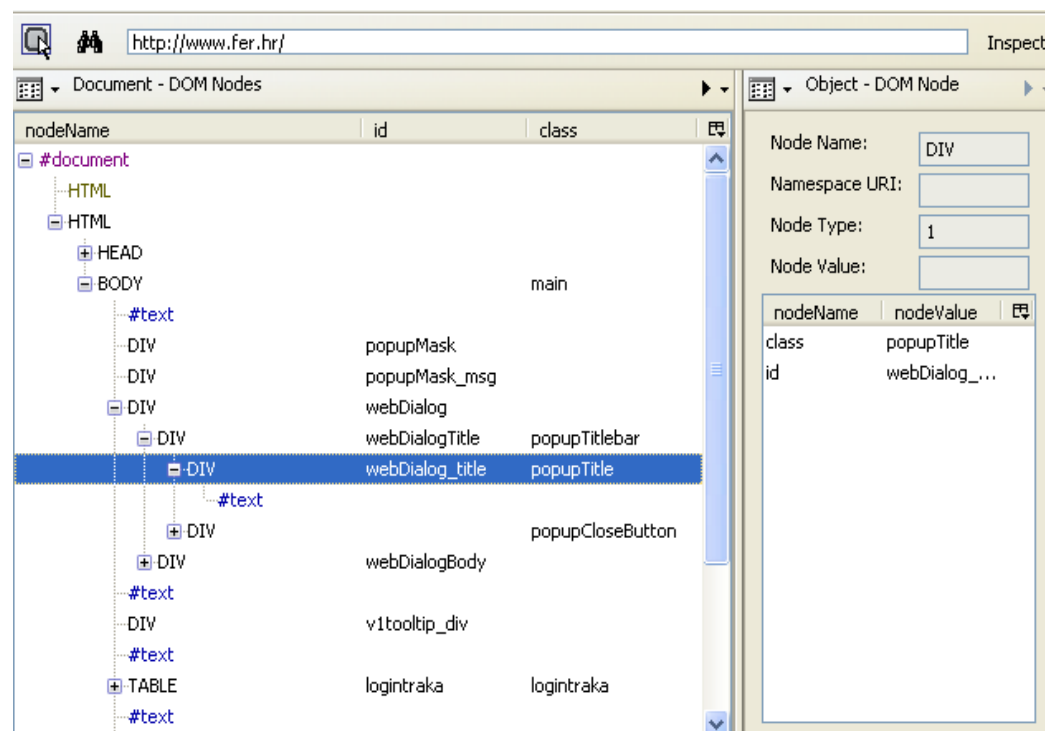 http://www.fer.hr/ Inspect
Document - DOM Nodes
nodeName id class
#document
HTML
HTML
HEAD
BODY main
#text
DIV popupMask
DIV popupMask_msg
DIV webDialog
DIV webDialogTitle popupTitlebar
DIV webDialog_title popupTitle
#text
DIV popupCloseButton
DIV webDialogBody
#text
DIV v1tooltip_div
#text
TABLE logintraka logintraka
#text
Object - DOM Node
Node Name: DIV
Namespace URI:
Node Type: 1
Node Value:
nodeName nodeValue
class popupTitle
id webDialog_...